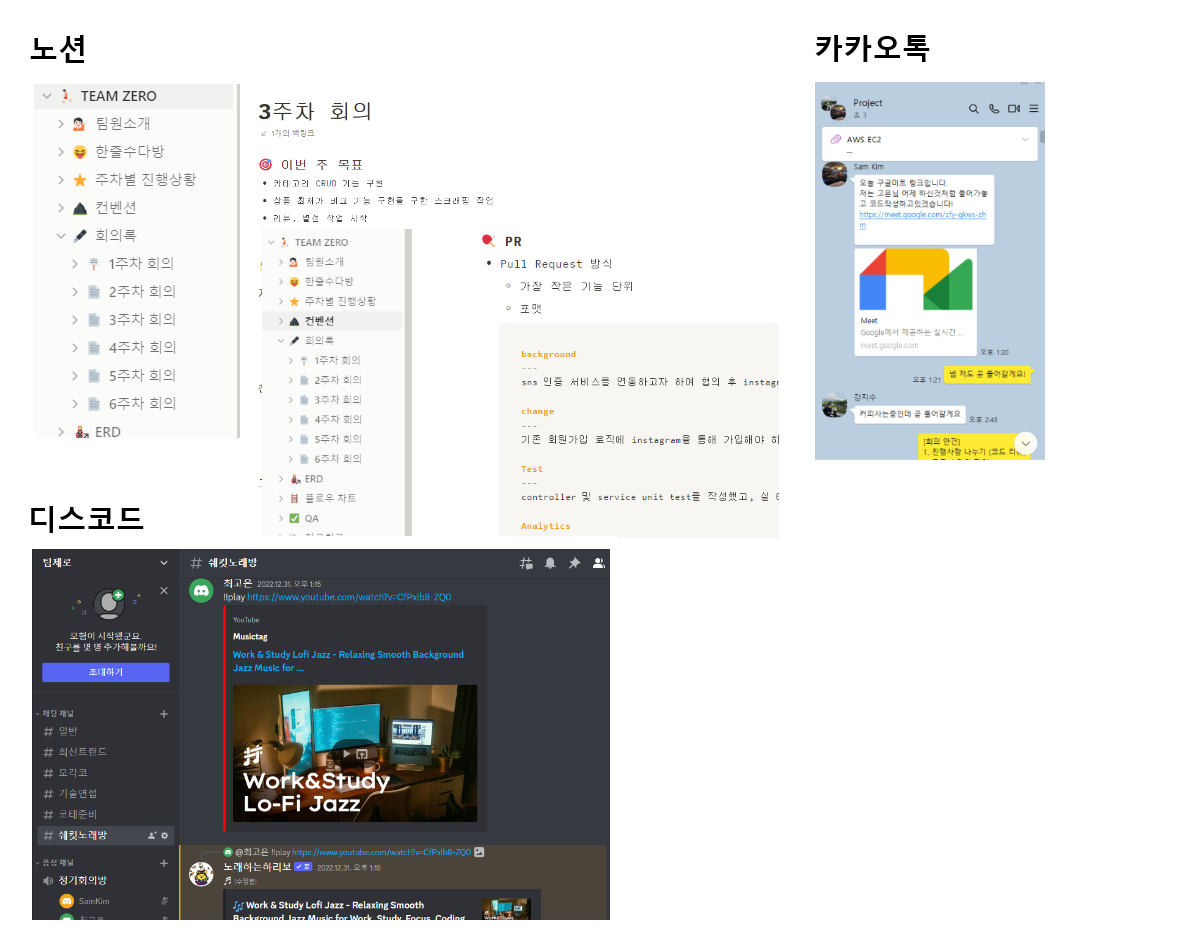 노션
TEAM ZERO
팀원소개
한줄수다방
주차별 진행상황
컨벤션
회의록
1주차 회의
2주차 회의
3주차 회의
4주차 회의
5주차 회의
6주차 회의
ERD
3주차 회의
1개의 백링크
이번 주 목표
카테고리 CRUD 기능 구현
상품 최저가 비교 기능 구현를 구한 스크래핑 작업
리뷰, 별점 작업 시작
TEAM ZERO
팀원소개
한줄수다방
주차별 진행상황
컨벤션
회의록
1주차 회의
2주차 회의
3주차 회의
4주차 회의
5주차 회의
6주차 회의
ERD
플로우 차트
QA
PR
Pull Request 방식
가장 작은 기능 단위
포맷
background
---
sns 인증 서비스를 연동하고자 하여 협의 후 instagr
change
---
기존 회원가입 로직에 instagram을 통해 가입해야 하
Test
---
controller 및 service unit test를 작성했고, 실
Analytics
카카오톡
Project
3
AWS EC2
...
Sam Kim
오늘 구글미트 링크입니다.
저는 고은님 어제 하신것처럼 들어가놓
고 코드작성하고있겠습니다!
https://meet.google.com/zfy-qkws-zh
m
Meet
Google에서 제공하는 실시간 ...
meet.google.com
오후 1:20
오후 1:21
넵 저도 곧 들어갈게요!
강지수
커피사는중인데 곧 들어갈게요
오후 2:48
[회의 안건]
1. 진행사항 나누기 (코드 리뷰
디스코드
팀제로
모험이 시작됐군요.
친구를 몇 명 추가해볼까요!
초대하기
채팅 채널
일반
최신트랜드
모각코
기술면접
코테준비
쉐킷노래방
음성 채널
정기회의방
SamKim
최고은
쉐킷노래방
최고은 2022.12.31. 오후 1:15
!!play https://www.youtube.com/watch?v=CfPxlb8-ZQ0
YouTube
Musictag
Work & Study Lofi Jazz - Relaxing Smooth Background
Jazz Music for ...
Work&Study
Lo-Fi Jazz
@최고은 !!play https://www.youtube.com/watch?v=CfPxlb8-ZQ0
노래하는하리보 봇 2022.12.31. 오후 1:15
(수정됨)
Work & Study Lofi Jazz - Relaxing Smooth
Background Jazz Music for Work, Study, Focus, Coding